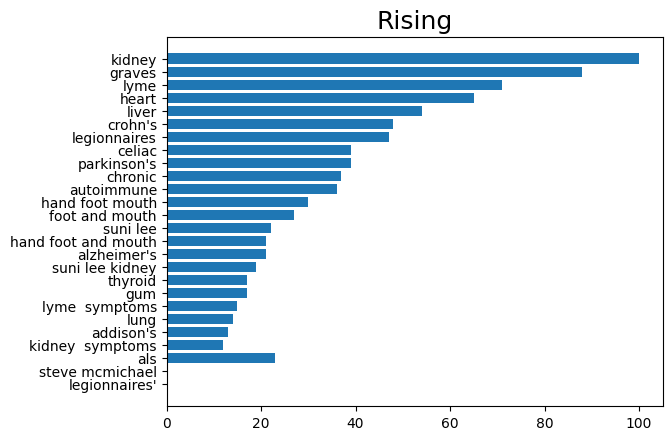 Rising
kidney
graves
lyme
heart
liver
crohn's
legionnaires
celiac
parkinson's
chronic
autoimmune
hand foot mouth
foot and mouth
suni lee
hand foot and mouth
alzheimer's
suni lee kidney
thyroid
gum
lyme  symptoms
lung
addison's
kidney  symptoms
als
steve mcmichael
legionnaires'
0 20 40 60 80 100